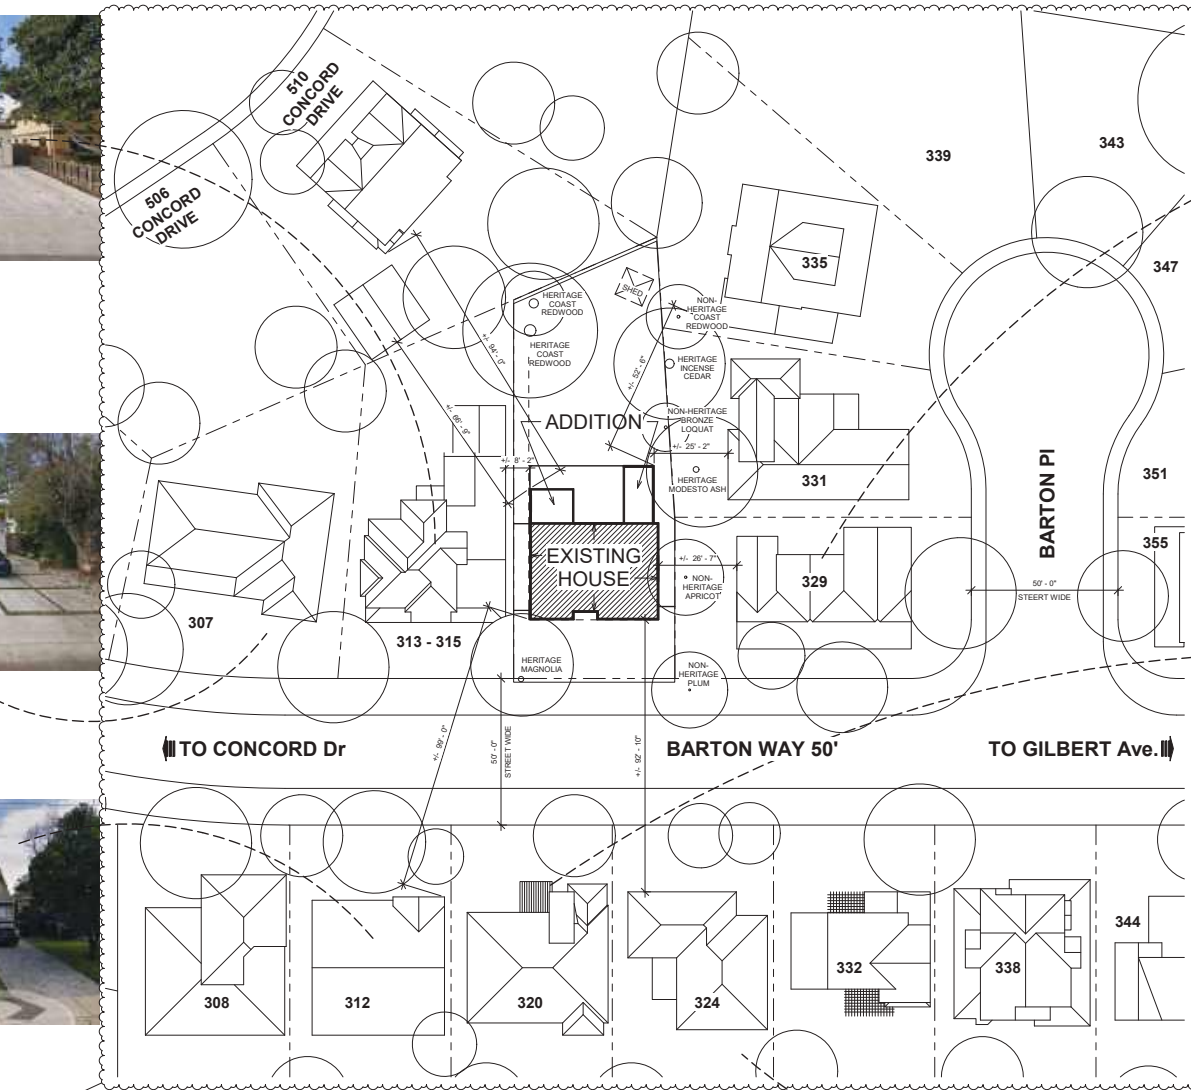 510
CONCORD
DRIVE
506
CONCORD
DRIVE
339
343
335
347
SHED
HERITAGE
COAST
REDWOOD
HERITAGE
COAST
REDWOOD
NON-
HERITAGE
COAST
REDWOOD
HERITAGE
INCENSE
CEDAR
+/- 94' - 0"
+/- 52' - 6"
+/- 66' - 9"
ADDITION
NON-HERITAGE
BRONZE
LOQUAT
+/- 8' - 2"
+/- 25' - 2"
HERITAGE
MODESTO ASH
331
351
BARTON Pl
355
EXISTING
HOUSE
+/- 26' - 7"
NON-
HERITAGE
APRICOT
329
50' - 0"
STEERT WIDE
307
313 - 315
HERITAGE
MAGNOLIA
NON-
HERITAGE
PLUM
TO CONCORD Dr
+/- 99' - 0"
50' - 0"
STREET WIDE
+/- 92' - 10"
BARTON WAY 50'
TO GILBERT Ave.
308
312
320
324
332
338
344